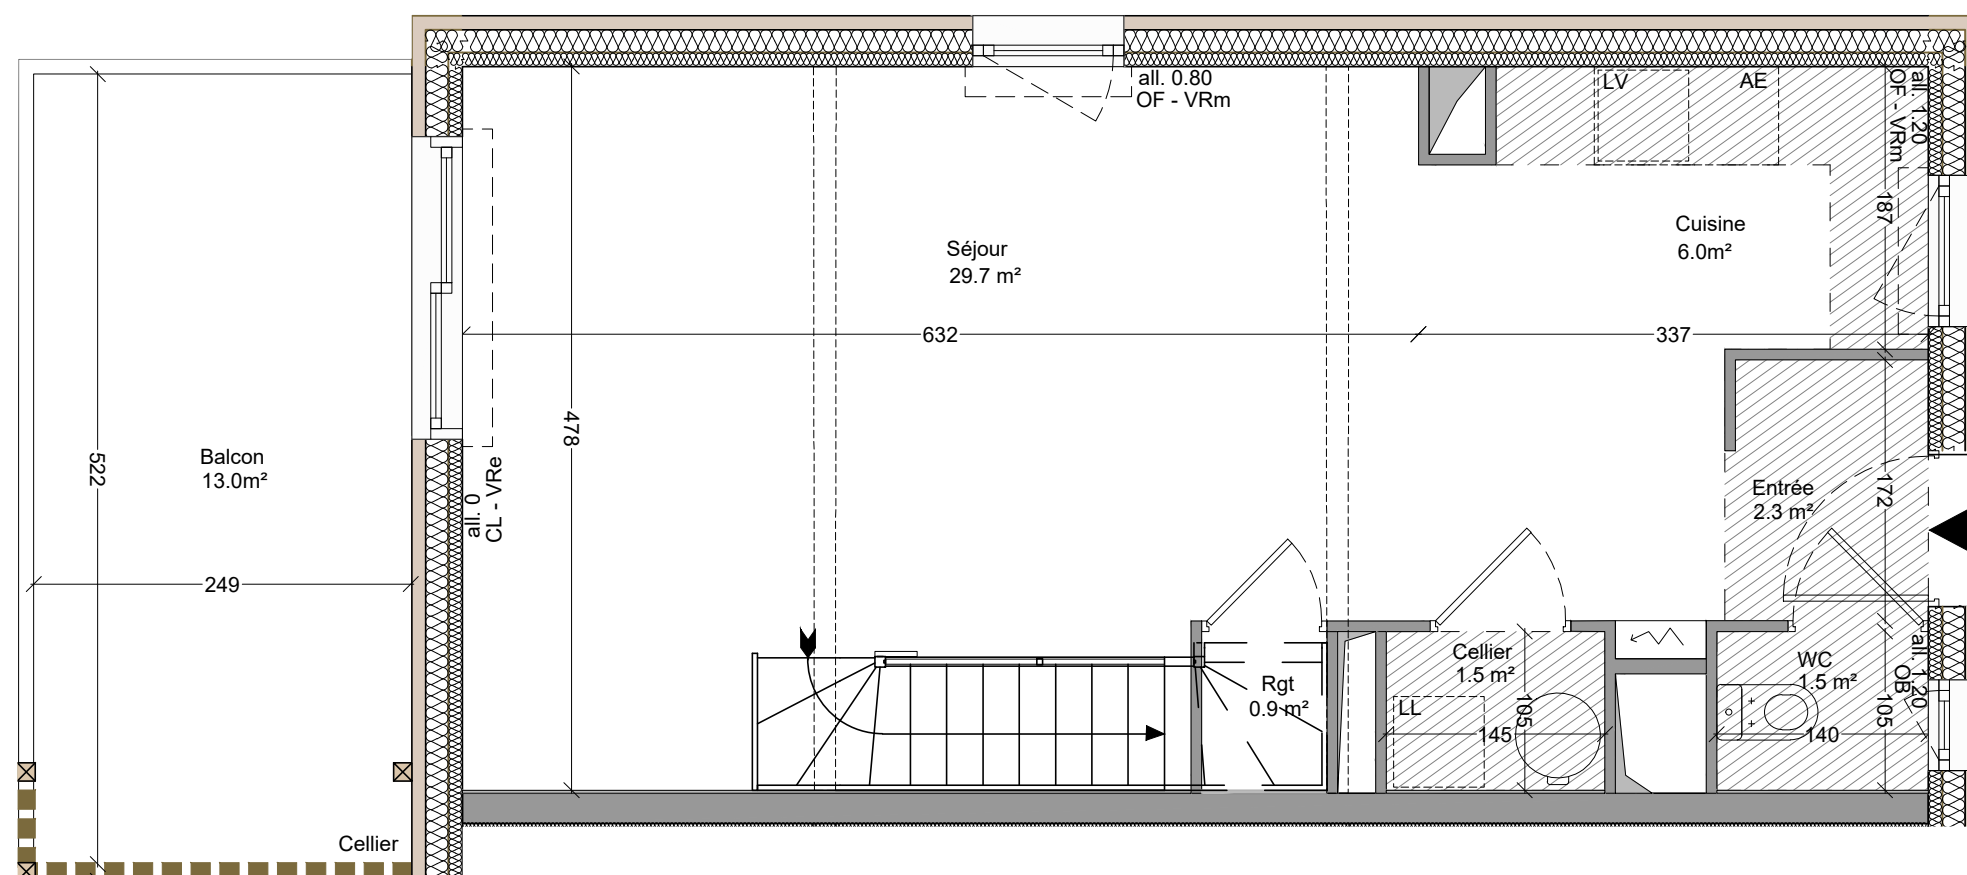 all. 0.80
OF - VRm
LV
AE
all. 1.20
OF - VRm
187
Cuisine
6.0m²
Séjour
29.7 m²
632
337
478
522
Balcon
13.0m²
all. 0
CL - VRe
249
Entrée
2.3 m²
172
Cellier
1.5 m²
LL
105
145
Rgt
0.9 m²
WC
1.5 m²
all. 1.20
OB
105
140
Cellier